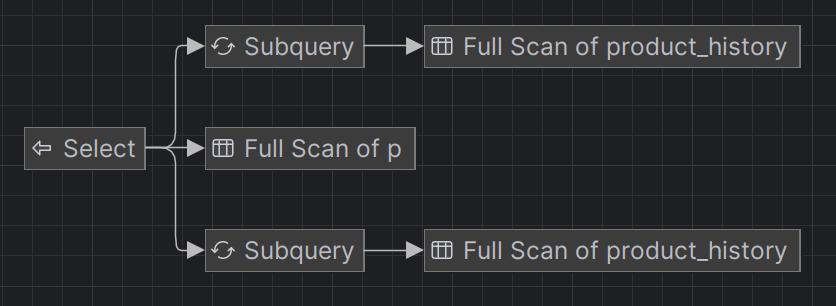 Subquery
Full Scan of product_history
Select
Full Scan of p
Subquery
Full Scan of product_history